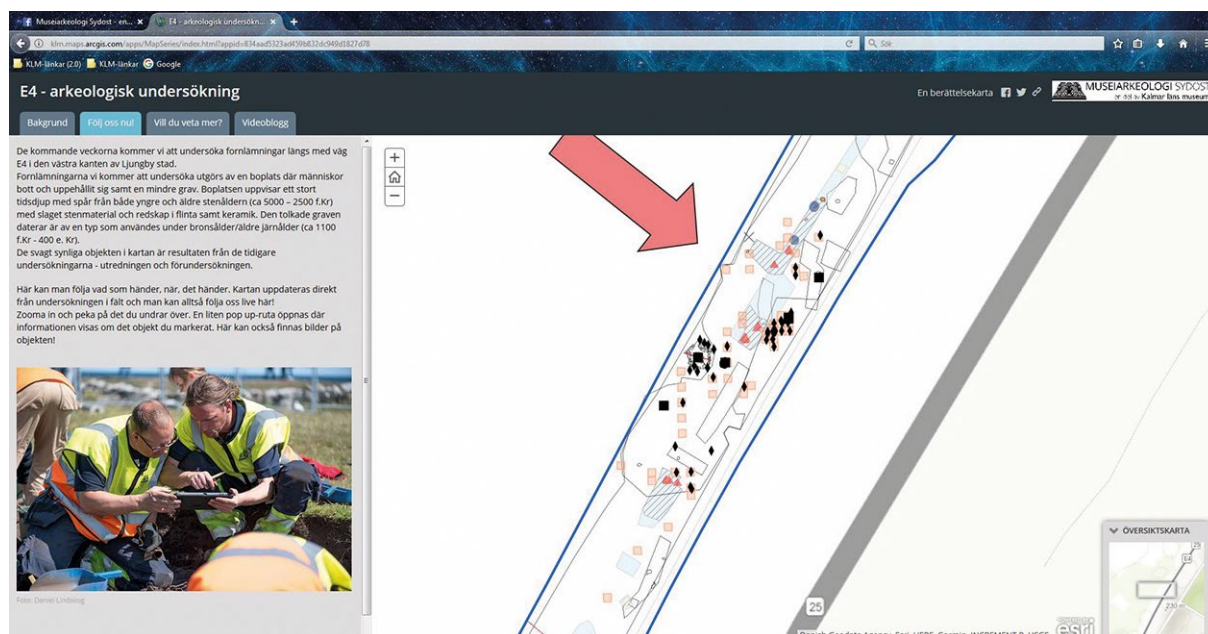 Museiarkeologi Sydost - en...
E4 - arkeologisk undersökn...
klm.maps.arcgis.com/apps/MapSeries/index.html?appid=834aad5323ad459b832dc949d1827d78
Sök
KLM-länkar (2.0) KLM-länkar Google
E4 - arkeologisk undersökning
En berättelsekarta
MUSEIARKEOLOGI SYDOST
en del av Kalmar läns museum
Bakgrund Följ oss nu! Vill du veta mer? Videoblogg
De kommande veckorna kommer vi att undersöka fornlämningar längs med väg
E4 i den västra kanten av Ljungby stad.
Fornlämningarna vi kommer att undersöka utgörs av en boplats där människor
bott och uppehållit sig samt en mindre grav. Boplatsen uppvisar ett stort
tidsdjup med spår från både yngre och äldre stenåldern (ca 5000 – 2500 f.Kr)
med slaget stenmaterial och redskap i flinta samt keramik. Den tolkade graven
daterar är av en typ som användes under bronsålder/äldre järnålder (ca 1100
f.Kr - 400 e. Kr).
De svagt synliga objekten i kartan är resultaten från de tidigare
undersökningarna - utredningen och förundersökningen.
Här kan man följa vad som händer, när, det händer. Kartan uppdateras direkt
från undersökningen i fält och man kan alltså följa oss live här!
Zooma in och peka på det du undrar över. En liten pop up-ruta öppnas där
informationen visas om det objekt du markerat. Här kan också finnas bilder på
objekten!
Foto: Daniel Lindskog
ÖVERSIKTSKARTA
25
E4
230 m
25
esri